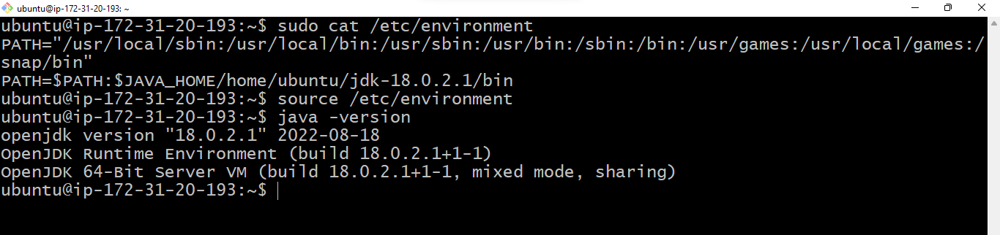 ubuntu@ip-172-31-20-193: ~
ubuntu@ip-172-31-20-193:~$ sudo cat /etc/environment
PATH="/usr/local/sbin:/usr/local/bin:/usr/sbin:/usr/bin:/sbin:/bin:/usr/games:/usr/local/games:/
snap/bin"
PATH=$PATH:$JAVA_HOME/home/ubuntu/jdk-18.0.2.1/bin
ubuntu@ip-172-31-20-193:~$ source /etc/environment
ubuntu@ip-172-31-20-193:~$ java -version
openjdk version "18.0.2.1" 2022-08-18
OpenJDK Runtime Environment (build 18.0.2.1+1-1)
OpenJDK 64-Bit Server VM (build 18.0.2.1+1-1, mixed mode, sharing)
ubuntu@ip-172-31-20-193:~$